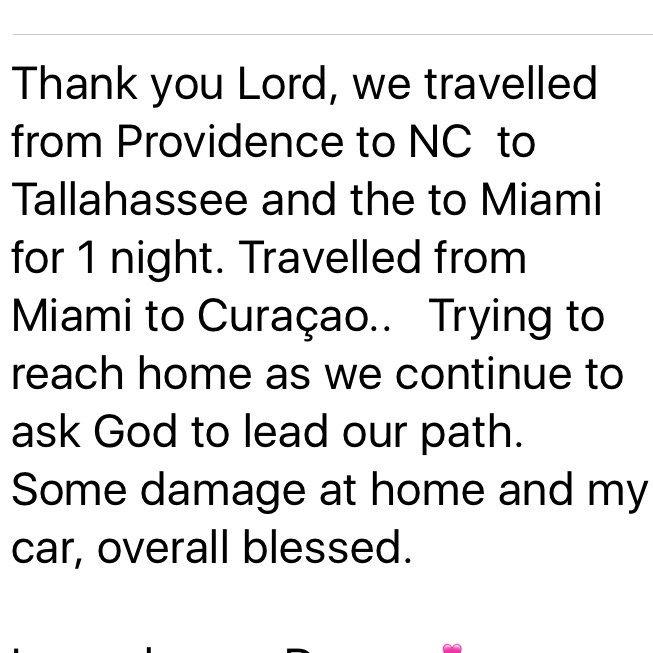 Thank you Lord, we travelled
from Providence to NC  to
Tallahassee and the to Miami
for 1 night. Travelled from
Miami to Curaçao..   Trying to
reach home as we continue to
ask God to lead our path.
Some damage at home and my
car, overall blessed.